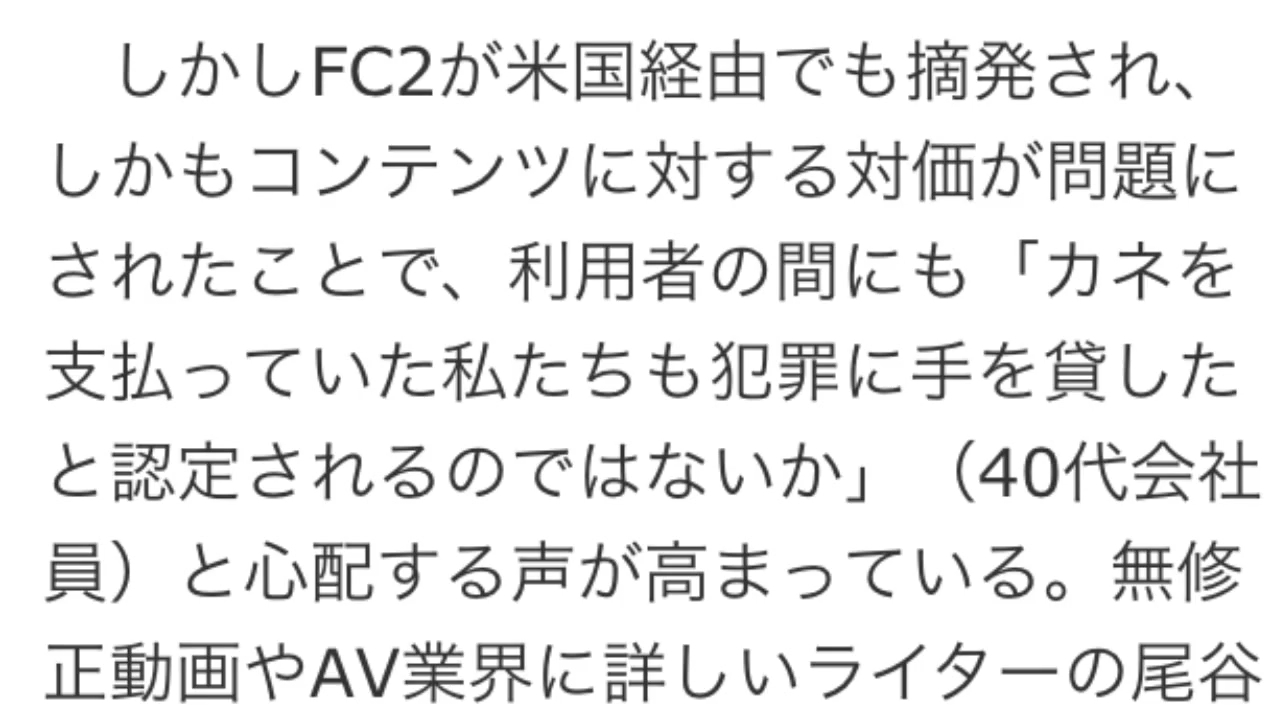 しかしFC2が米国経由でも摘発され、
しかもコンテンツに対する対価が問題に
されたことで、利用者の間にも「カネを
支払っていた私たちも犯罪に手を貸した
と認定されるのではないか」（40代会社
員）と心配する声が高まっている。無修
正動画やAV業界に詳しいライターの尾谷